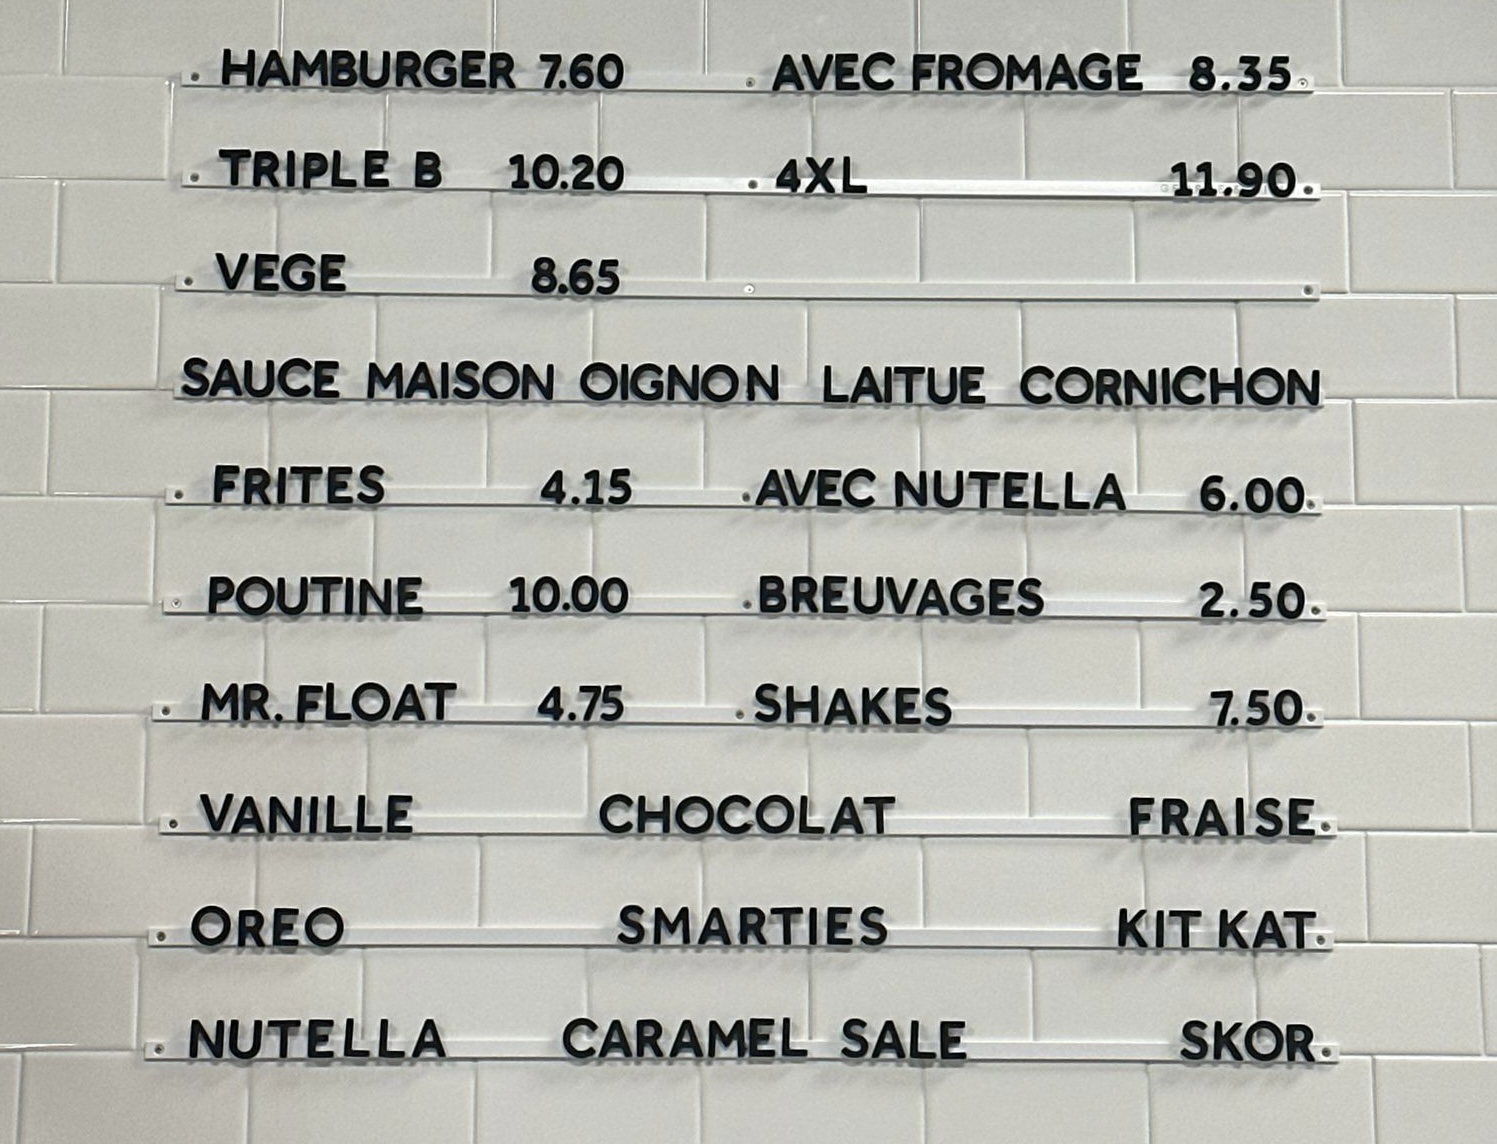 HAMBURGER 7.60 AVEC FROMAGE 8.35
TRIPLE B 10.20 4XL 11.90
VEGE 8.65
SAUCE MAISON OIGNON LAITUE CORNICHON
FRITES 4.15 AVEC NUTELLA 6.00
POUTINE 10.00 BREUVAGES 2.50
MR. FLOAT 4.75 SHAKES 7.50
VANILLE CHOCOLAT FRAISE
OREO SMARTIES KIT KAT
NUTELLA CARAMEL SALE SKOR